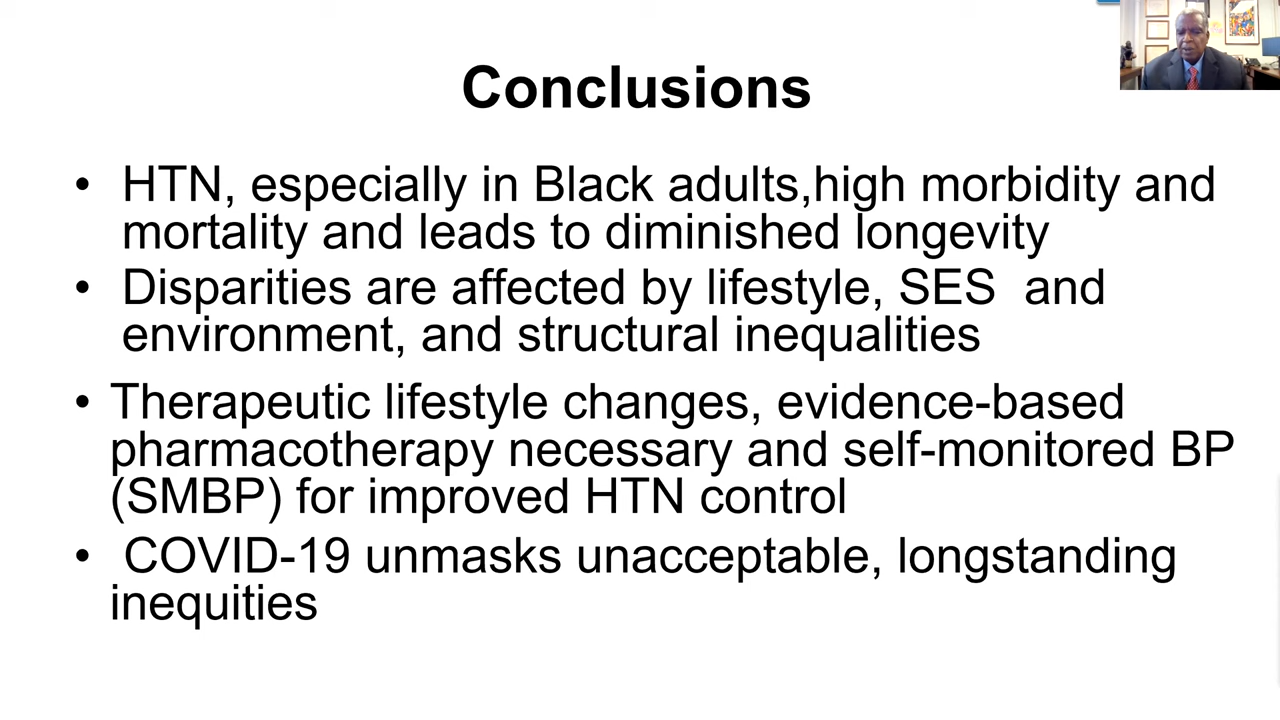 Conclusions
• HTN, especially in Black adults,high morbidity and
mortality and leads to diminished longevity
• Disparities are affected by lifestyle, SES  and
environment, and structural inequalities
• Therapeutic lifestyle changes, evidence-based
pharmacotherapy necessary and self-monitored BP
(SMBP) for improved HTN control
• COVID-19 unmasks unacceptable, longstanding
inequities